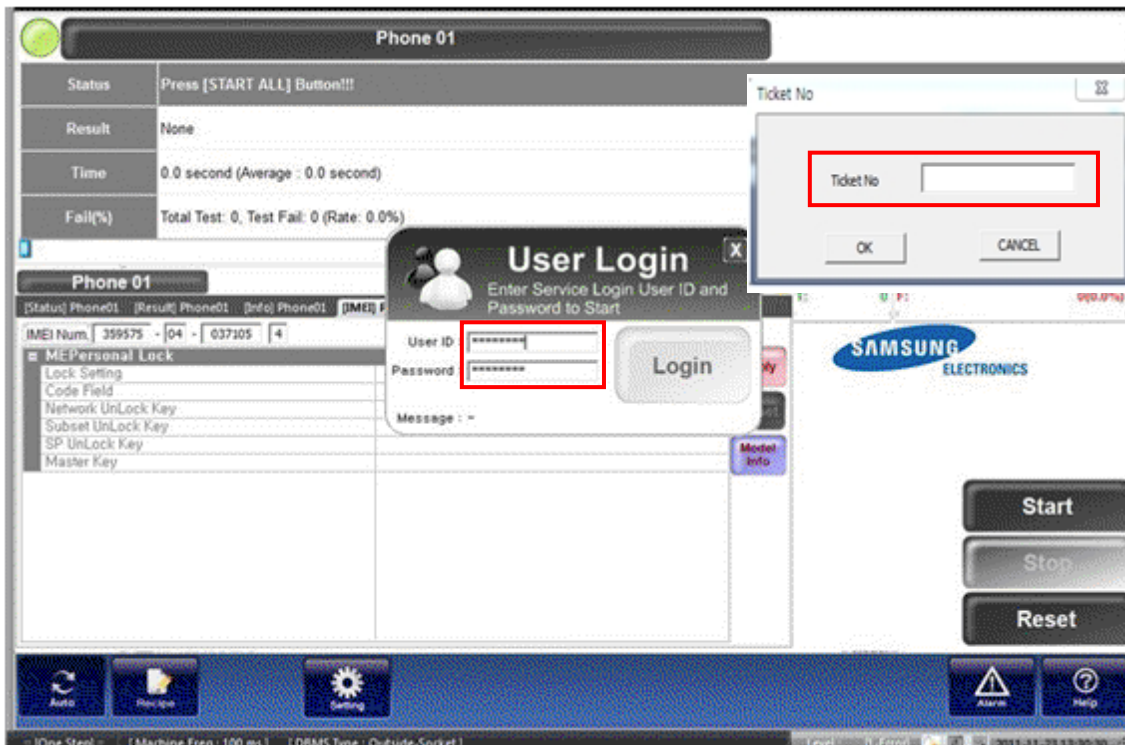 Phone 01
Status Press [START ALL] Button!!!
Result None
Time 0.0 second (Average : 0.0 second)
Fail(%) Total Test: 0, Test Fail: 0 (Rate: 0.0%)
Ticket No
Ticket No
OK CANCEL
User Login X
Enter Service Login User ID and
Password to Start
User ID ********
Password : ********
Login
Message : -
Phone 01
[Status] Phone01 [Result] Phone01 [Info] Phone01 [IMEI]
IMEI Num. 359575 - 04 - 037105 4
MEPersonal Lock
Lock Setting
Code Field
Network UnLock Key
Subset UnLock Key
SP UnLock Key
Master Key
Model
Info
0(0.0%)
SAMSUNG
ELECTRONICS
Start
Stop
Reset
Auto Recipe Setting Alarm Help
[One Step] [Machine Freq : 100 ms] [DBMS Type : Outside-Socket]